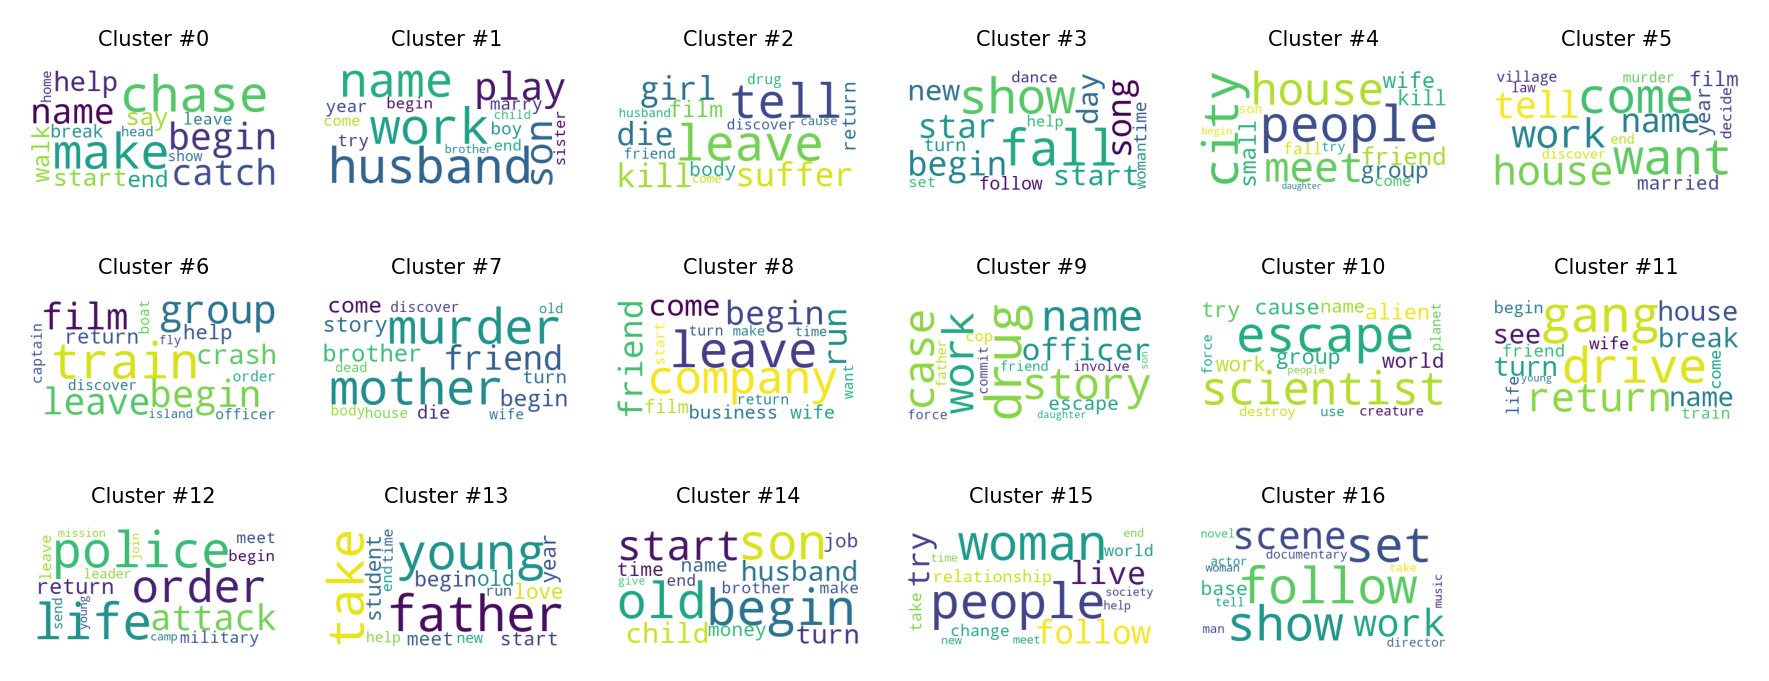 Cluster #0
home help chase
name say
walk break head leave begin
make show
start end catch
Cluster #1
name play
year begin marry
come work child
try boy
brother end
husband son sister
Cluster #2
girl drug tell return
husband film
die discover cause
friend leave
kill body suffer
come
Cluster #3
new dance day song
show
star help
turn fall womantime
begin
set follow start
Cluster #4
city house wife
son kill
begin people
small fall try friend
meet group
daughter come
Cluster #5
village murder film
law come year decide
tell name
work end
discover want
house married
Cluster #6
film boat group
captain return fly help
train crash
discover order
leave begin
island officer
Cluster #7
come discover old
story murder
brother friend
dead turn
mother begin
body house die wife
Cluster #8
friend come begin run
start turn make time
leave want
company
film return
business wife
Cluster #9
case work drug name
father cop officer
commit friend involve son
story
force escape
daughter
Cluster #10
try cause name alien planet
force escape
work group world
people
scientist
destroy use creature
Cluster #11
begin gang house
see wife break
friend drive come
turn young
life return name
train
Cluster #12
mission meet
leave police join begin
leader
return order
send young life attack
camp military
Cluster #13
take student endtime young year
begin old
run love
father
help meet new start
Cluster #14
start son job
time name husband
give end brother make
old begin
child money turn
Cluster #15
try woman end
time world
relationship live
take people society
help
change follow
new meet
Cluster #16
novel scene set
actor documentary
woman take
base follow music
tell
man show work
director